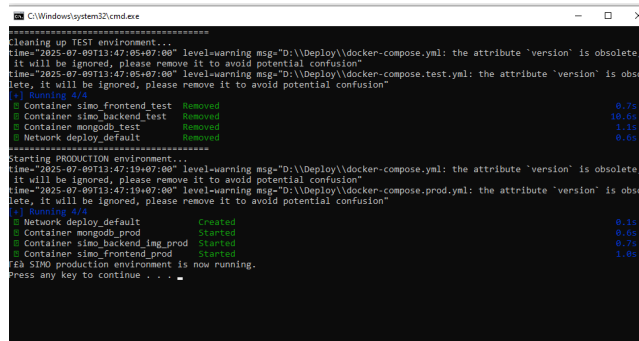 C:\Windows\system32\cmd.exe
=======================================
Cleaning up TEST environment...
time="2025-07-09T13:47:05+07:00" level=warning msg="D:\\Deploy\\docker-compose.yml: the attribute `version` is obsolete,
 it will be ignored, please remove it to avoid potential confusion"
time="2025-07-09T13:47:05+07:00" level=warning msg="D:\\Deploy\\docker-compose.test.yml: the attribute `version` is obso
lete, it will be ignored, please remove it to avoid potential confusion"
[+] Running 4/4
Container simo_frontend_test Removed 0.7s
Container simo_backend_test Removed 10.6s
Container mongodb_test Removed 1.1s
Network deploy_default Removed 0.6s
=======================================
Starting PRODUCTION environment...
time="2025-07-09T13:47:19+07:00" level=warning msg="D:\\Deploy\\docker-compose.yml: the attribute `version` is obsolete,
 it will be ignored, please remove it to avoid potential confusion"
time="2025-07-09T13:47:19+07:00" level=warning msg="D:\\Deploy\\docker-compose.prod.yml: the attribute `version` is obso
lete, it will be ignored, please remove it to avoid potential confusion"
[+] Running 4/4
Network deploy_default Created 0.1s
Container mongodb_prod Started 0.6s
Container simo_backend_img_prod Started 0.7s
Container simo_frontend_prod Started 1.0s
Γ£à SIMO production environment is now running.
Press any key to continue . . .